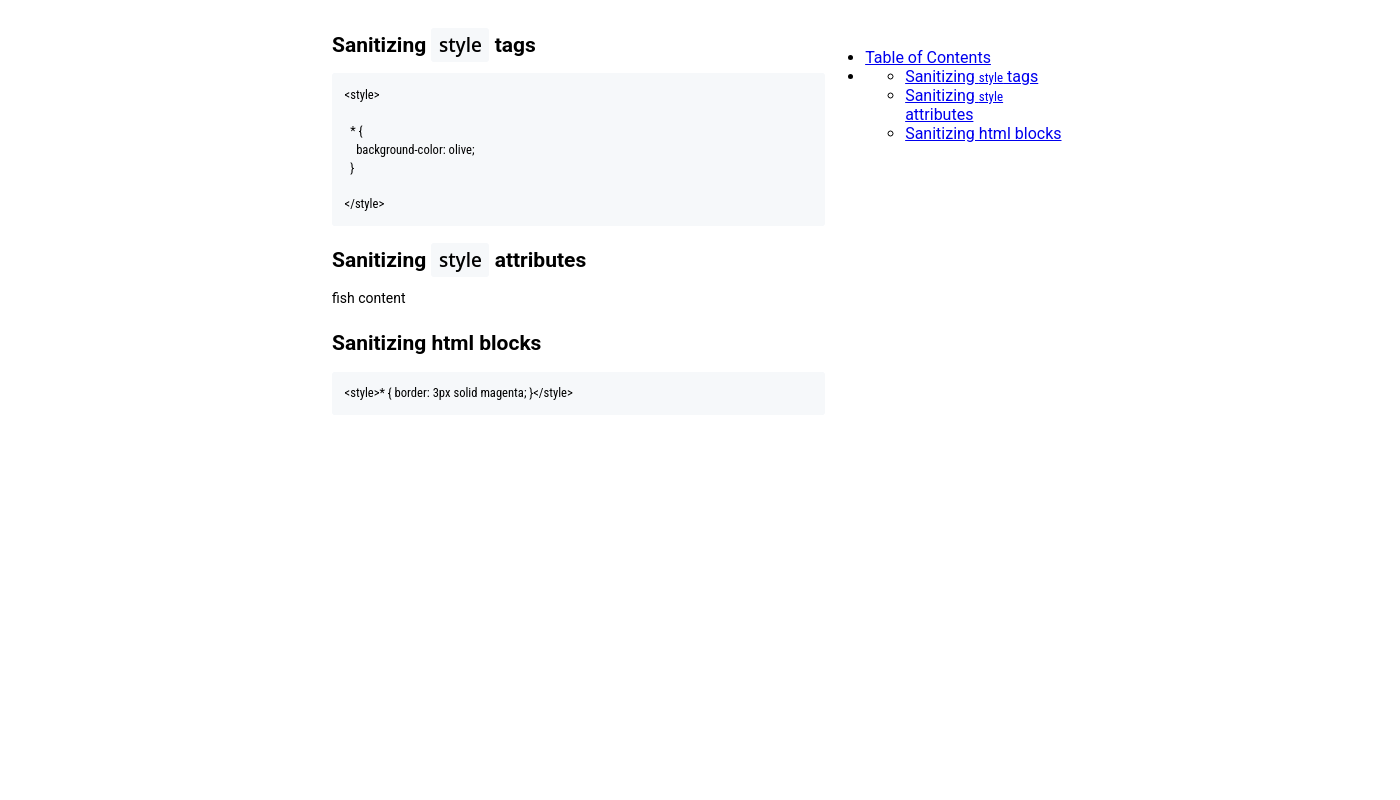 Sanitizing style tags
<style>
* {
background-color: olive;
}
</style>
Sanitizing style attributes
fish content
Sanitizing html blocks
<style>* { border: 3px solid magenta; }</style>
Table of Contents
Sanitizing style tags
Sanitizing style
attributes
Sanitizing html blocks